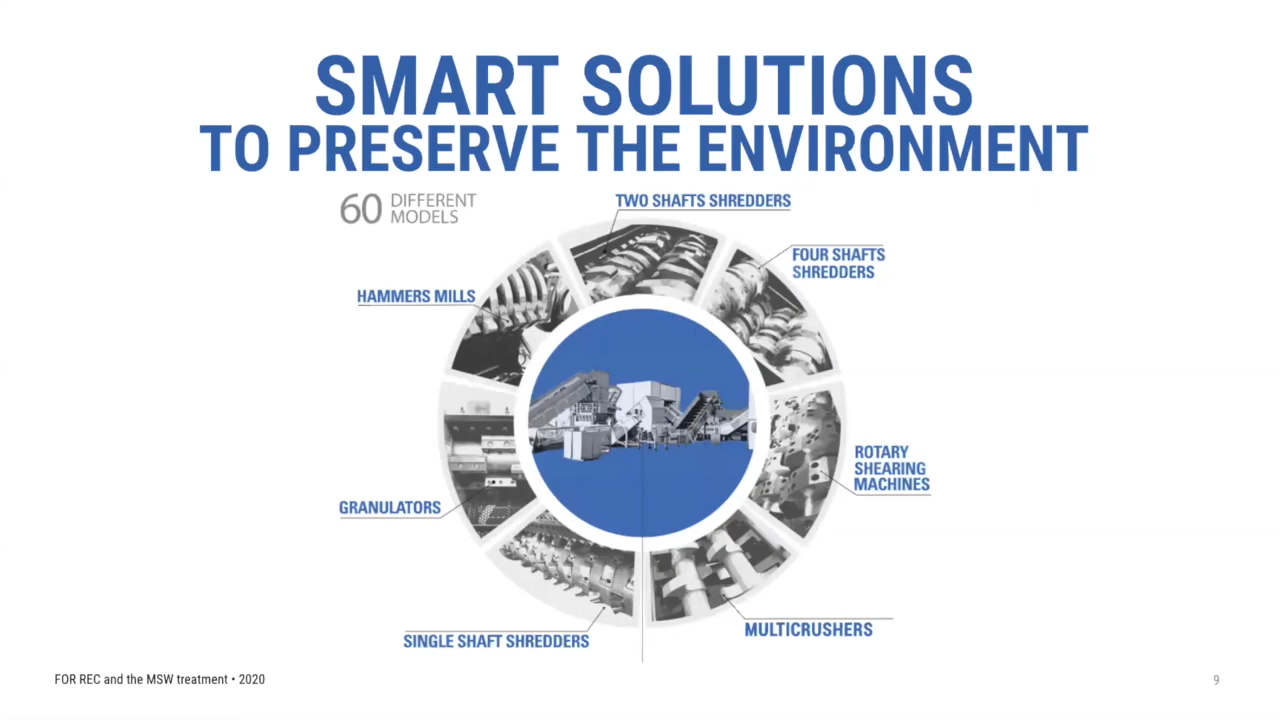 SMART SOLUTIONS
TO PRESERVE THE ENVIRONMENT
60 DIFFERENT
MODELS
TWO SHAFTS SHREDDERS
FOUR SHAFTS
SHREDDERS
HAMMERS MILLS
ROTARY
SHEARING
MACHINES
GRANULATORS
MULTICRUSHERS
SINGLE SHAFT SHREDDERS
FOR REC and the MSW treatment • 2020
9